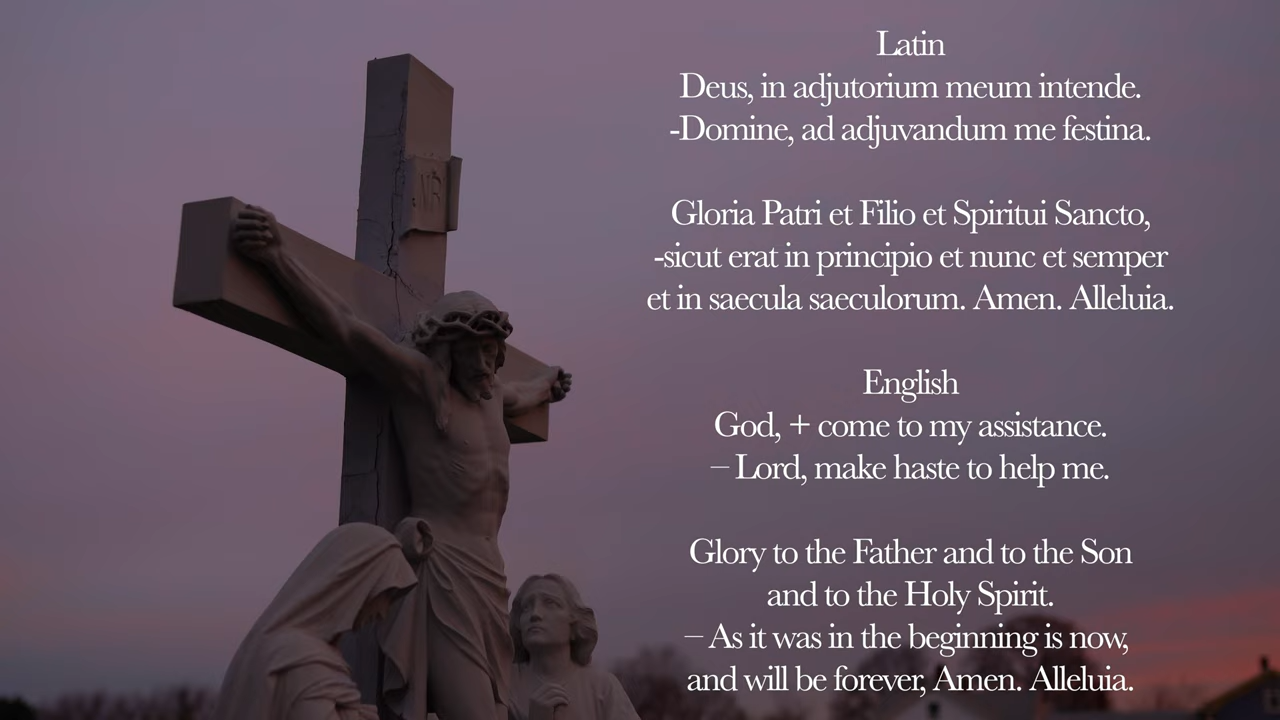 Latin
Deus, in adjutorium meum intende.
-Domine, ad adjuvandum me festina.
Gloria Patri et Filio et Spiritui Sancto,
-sicut erat in principio et nunc et semper
et in saecula saeculorum. Amen. Alleluia.
English
God, + come to my assistance.
– Lord, make haste to help me.
Glory to the Father and to the Son
and to the Holy Spirit.
– As it was in the beginning is now,
and will be forever, Amen. Alleluia.